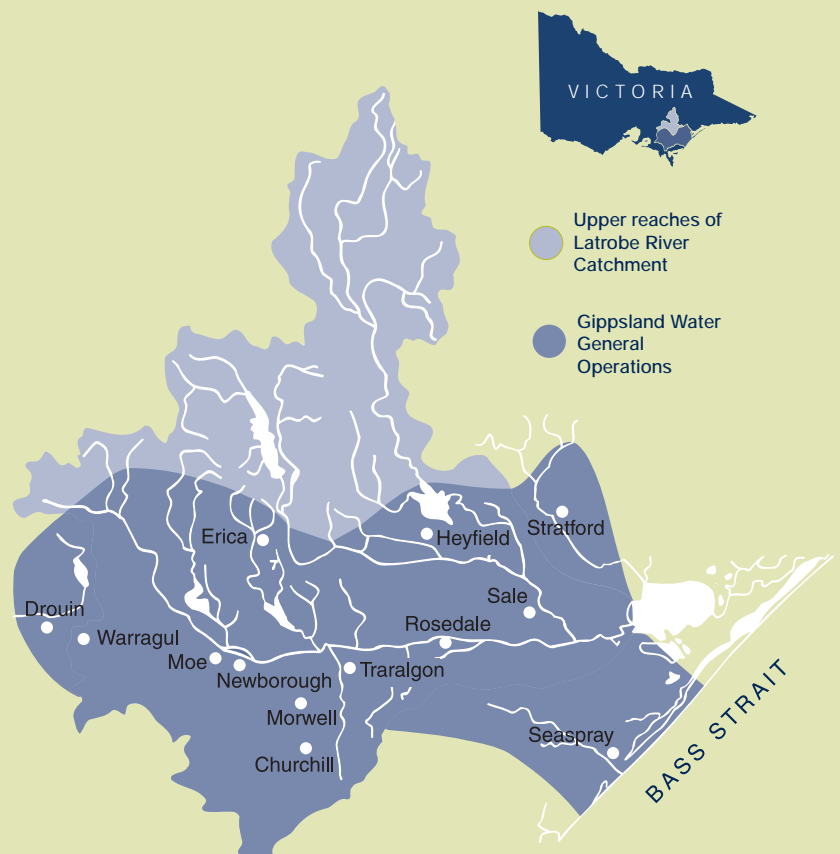 VICTORIA
Upper reaches of
Latrobe River
Catchment
Gippsland Water
General
Operations
Stratford
Erica
Heyfield
Sale
Drouin
Rosedale
Warragul
Moe
Traralgon
Newborough
Morwell
Seaspray
Churchill
BASS STRAIT